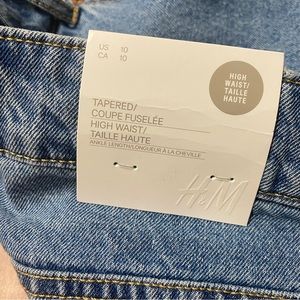 US 10
CA 10
HIGH
WAIST/
TAILLE
HAUTE
TAPERED/
COUPE FUSELÉE
HIGH WAIST/
TAILLE HAUTE
ANKLE LENGTH/LONGUEUR À LA CHEVILLE
H&M